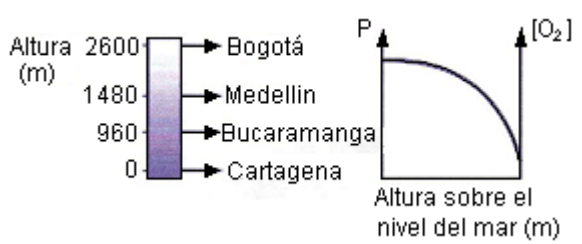 Altura
(m)
2600
Bogotá
1480
Medellin
960
Bucaramanga
0
Cartagena
P
[O₂]
Altura sobre el
nivel del mar (m)